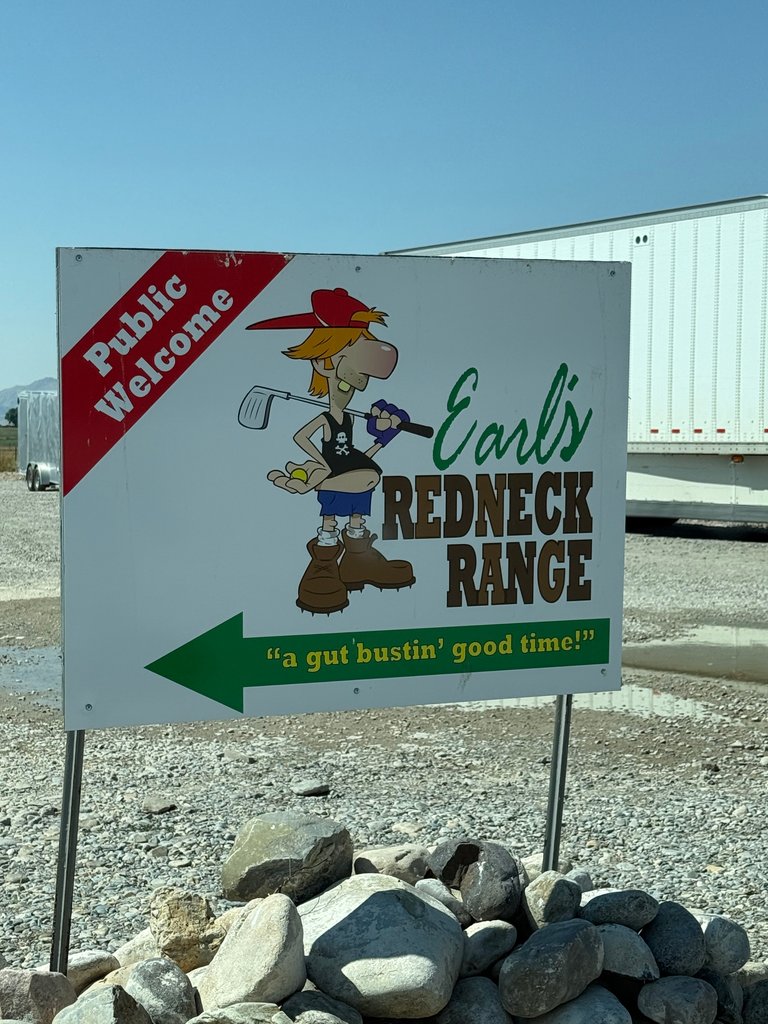 Public
Welcome
Earl's
REDNECK
RANGE
“a gut bustin’ good time!”